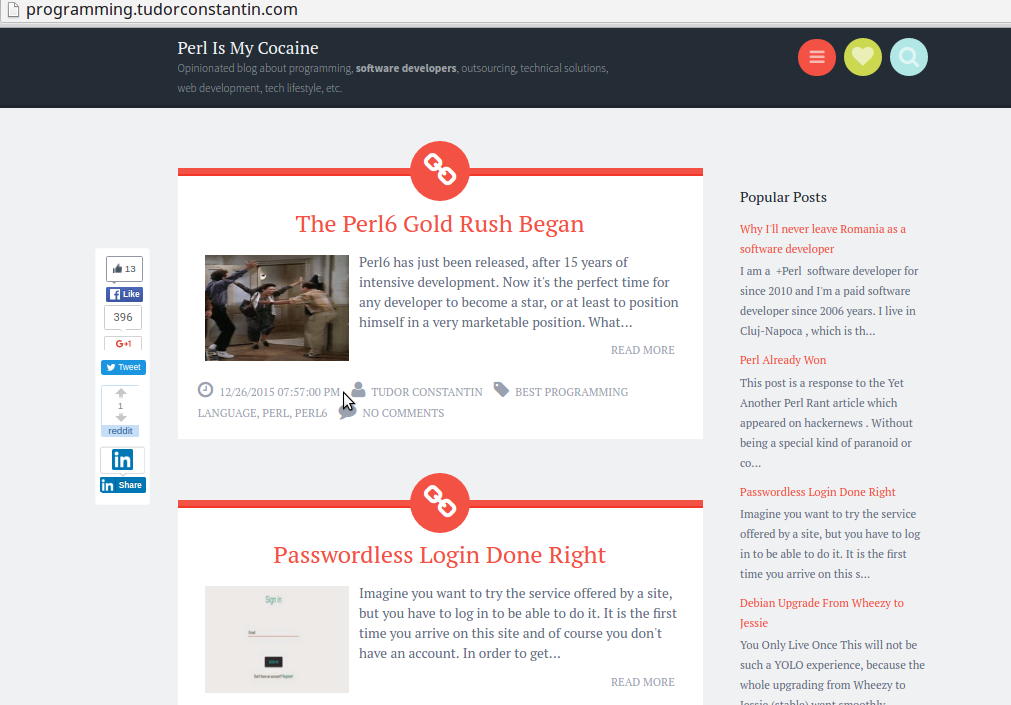 programming.tudorconstantin.com
Perl Is My Cocaine
Opinionated blog about programming, software developers, outsourcing, technical solutions,
web development, tech lifestyle, etc.
The Perl6 Gold Rush Began
Perl6 has just been released, after 15 years of
intensive development. Now it's the perfect time for
any developer to become a star, or at least to position
himself in a very marketable position. What...
READ MORE
12/26/2015 07:57:00 PM TUDOR CONSTANTIN BEST PROGRAMMING
LANGUAGE, PERL, PERL6 NO COMMENTS
13
Like
396
G+1
Tweet
1
reddit
in
in Share
Passwordless Login Done Right
Sign in
Imagine you want to try the service offered by a site,
but you have to log in to be able to do it. It is the first
time you arrive on this site and of course you don't
have an account. In order to get...
READ MORE
Popular Posts
Why I'll never leave Romania as a
software developer
I am a +Perl software developer for
since 2010 and I'm a paid software
developer since 2006 years. I live in
Cluj-Napoca , which is th...
Perl Already Won
This post is a response to the Yet
Another Perl Rant article which
appeared on hackernews . Without
being a special kind of paranoid or
co...
Passwordless Login Done Right
Imagine you want to try the service
offered by a site, but you have to log
in to be able to do it. It is the first
time you arrive on this s...
Debian Upgrade From Wheezy to
Jessie
You Only Live Once This will not be
such a YOLO experience, because the
whole upgrading from Wheezy to
Jessie (stable) went smoothly